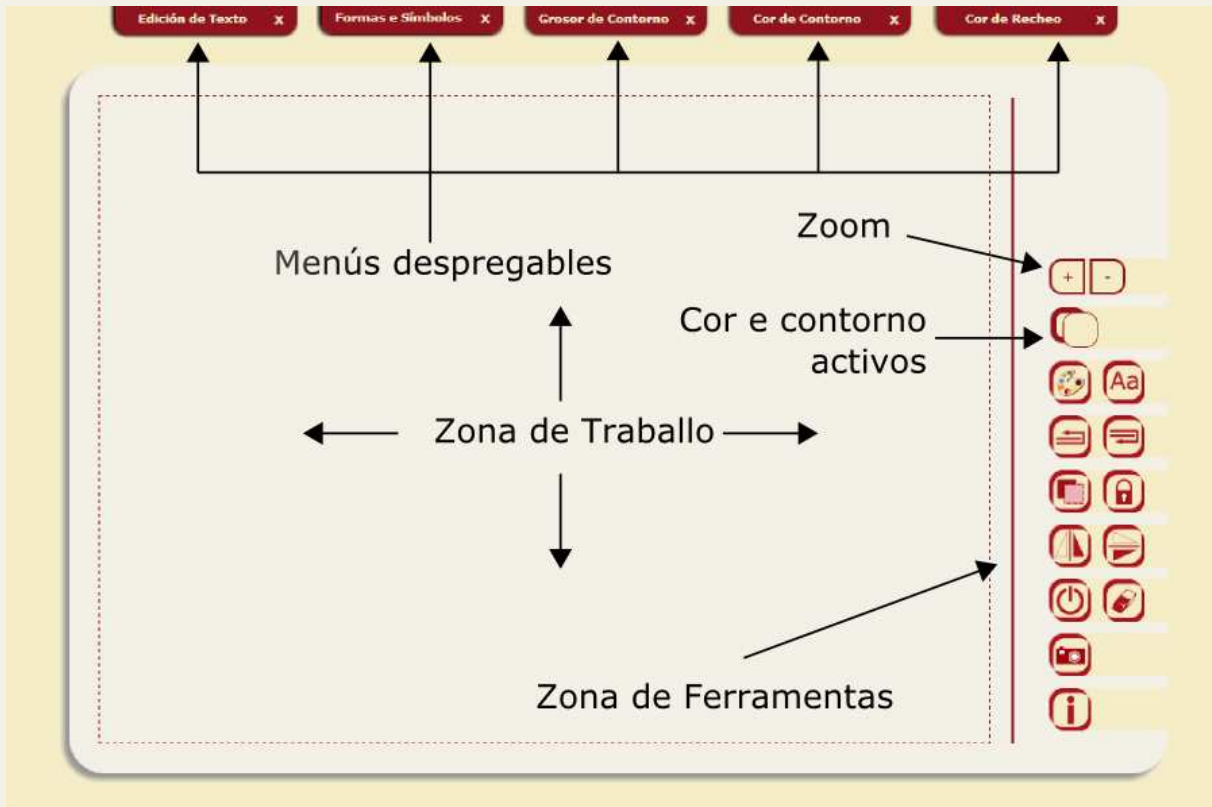 Edición de Texto x
Formas e Símbolos x
Grosor de Contorno x
Cor de Contorno x
Cor de Recheo x
Zoom
Menús despregables
+ -
Cor e contorno
activos
Aa
Zona de Traballo
Zona de Ferramentas
i